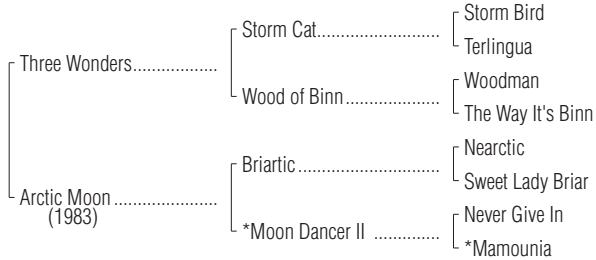 Storm Bird
Storm Cat....................................
Terlingua
Three Wonders.........................
Woodman
Wood of Binn...........................
The Way It's Binn
Nearctic
Briartic.........................................
Sweet Lady Briar
Arctic Moon..............................
(1983)
Never Give In
*Moon Dancer II ...................
*Mamounia